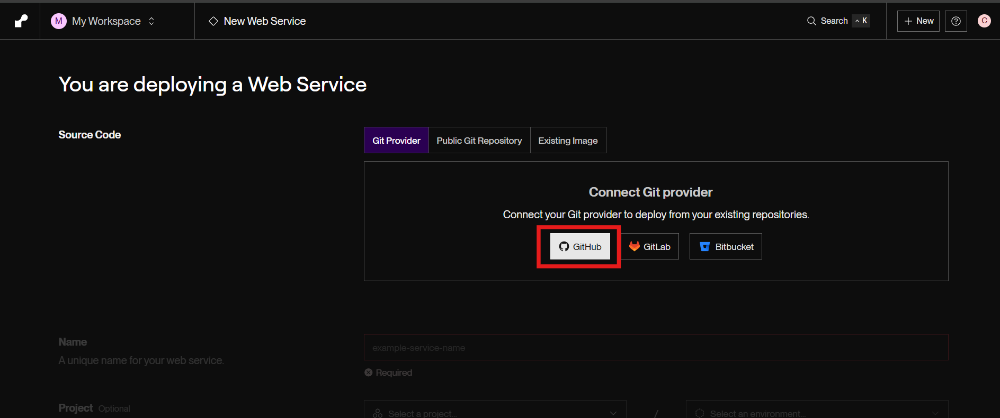 M My Workspace
New Web Service
Search ^ K
+ New
C
You are deploying a Web Service
Source Code
Git Provider
Public Git Repository
Existing Image
Connect Git provider
Connect your Git provider to deploy from your existing repositories.
GitHub
GitLab
Bitbucket
Name
A unique name for your web service.
example-service-name
Required
Project Optional
Select a project...
/
Select an environment...